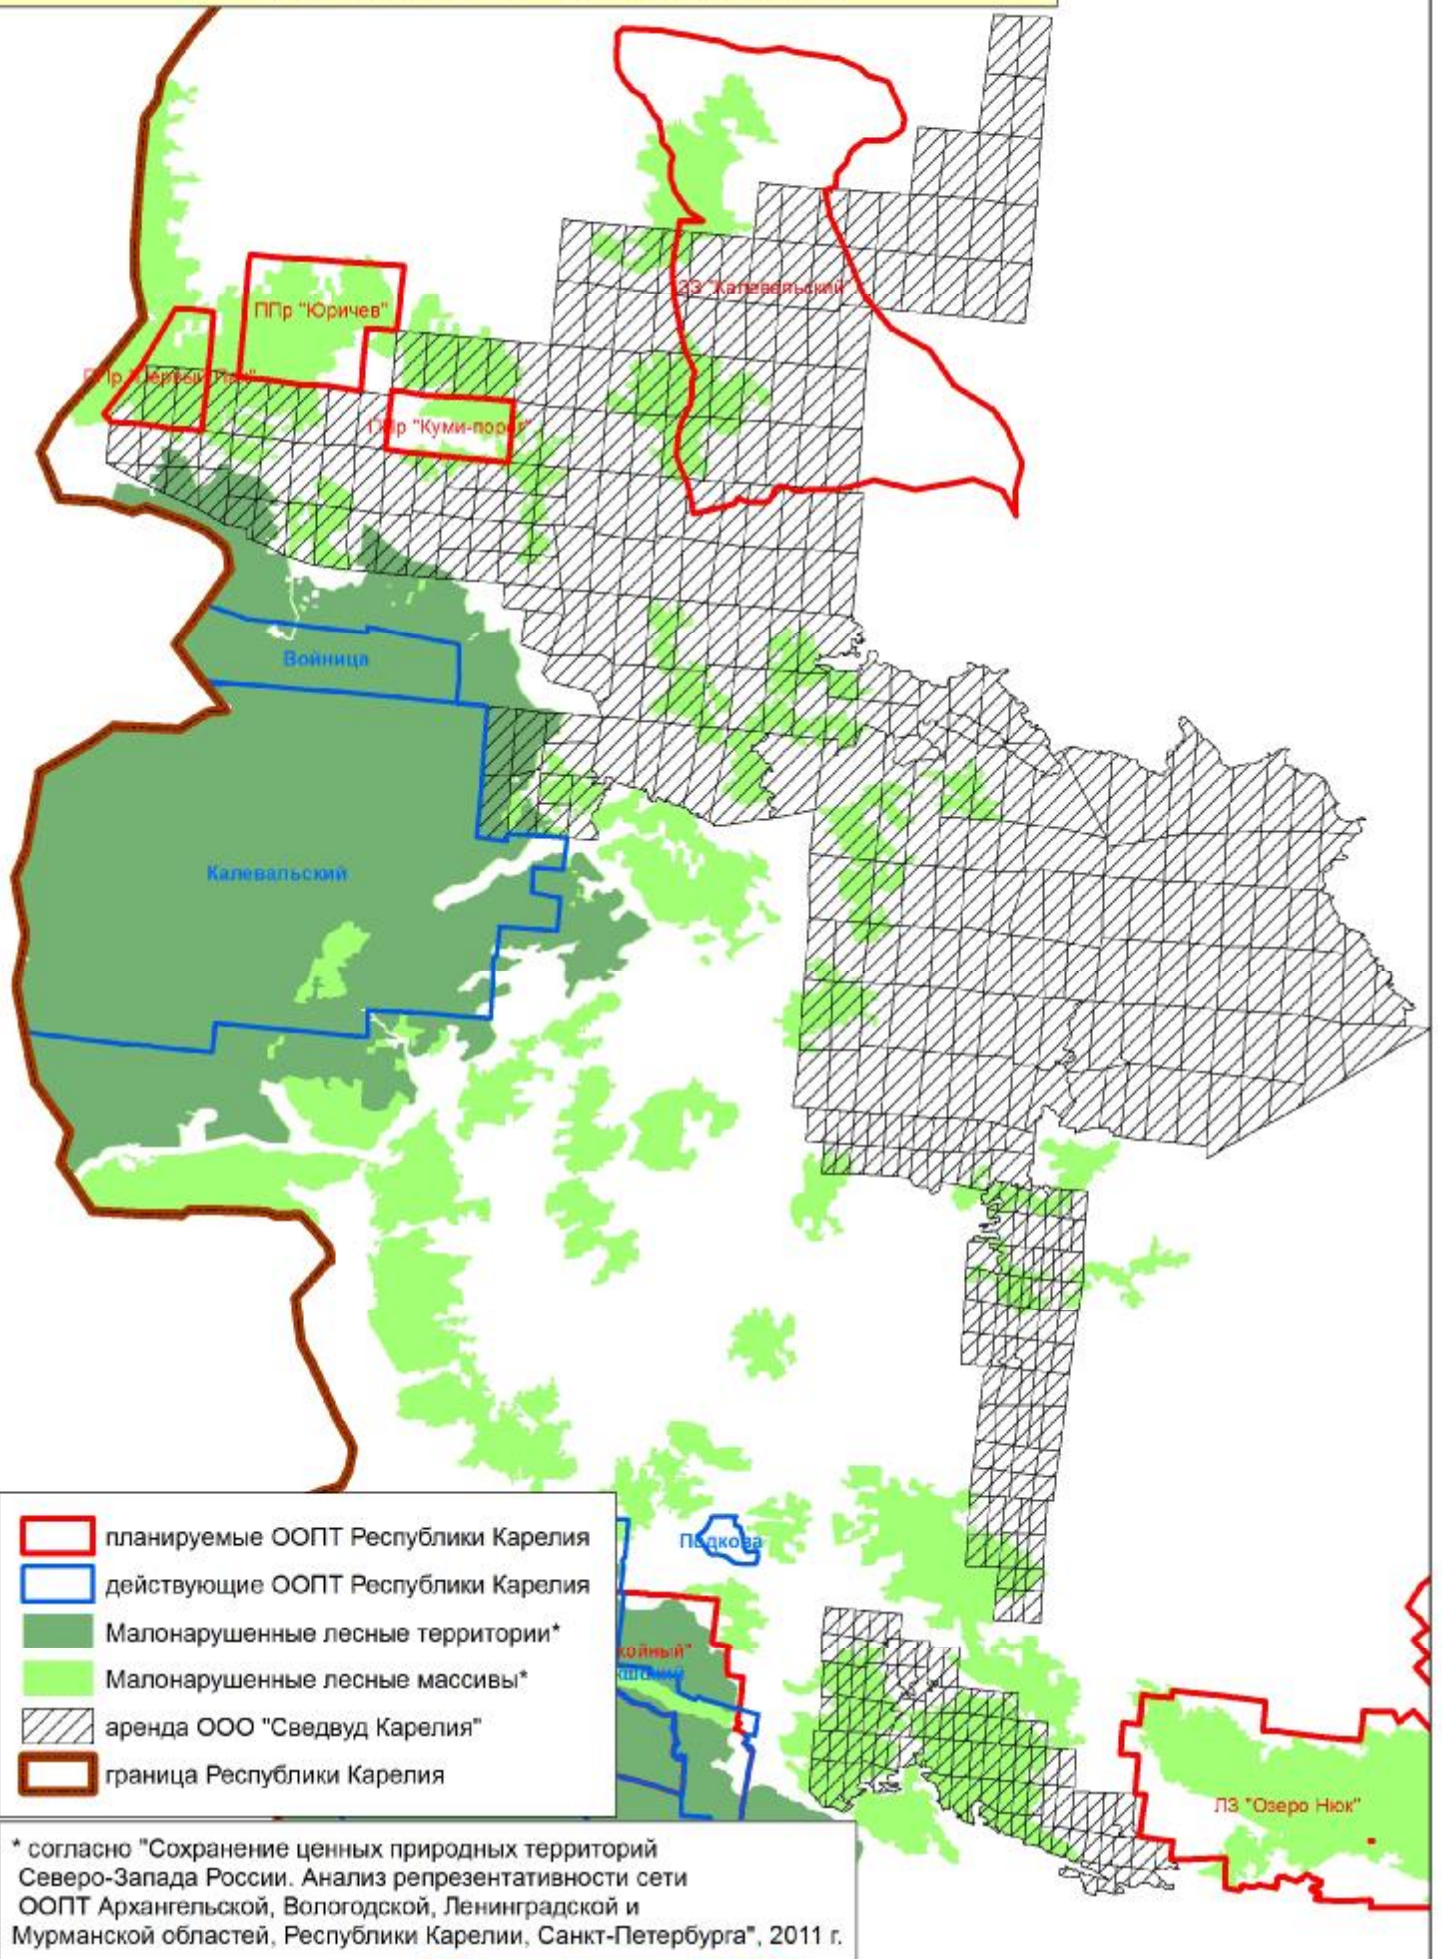 ЗЗ "Калевальский"
ППр "Юричев"
ППр "Куми-порог"
Войница
Калевальский
Подкова
планируемые ООПТ Республики Карелия
действующие ООПТ Республики Карелия
Малонарушенные лесные территории*
Малонарушенные лесные массивы*
аренда ООО "Сведвуд Карелия"
граница Республики Карелия
койный"
ЛЗ "Озеро Нюк"
* согласно "Сохранение ценных природных территорий
Северо-Запада России. Анализ репрезентативности сети
ООПТ Архангельской, Вологодской, Ленинградской и
Мурманской областей, Республики Карелии, Санкт-Петербурга", 2011 г.